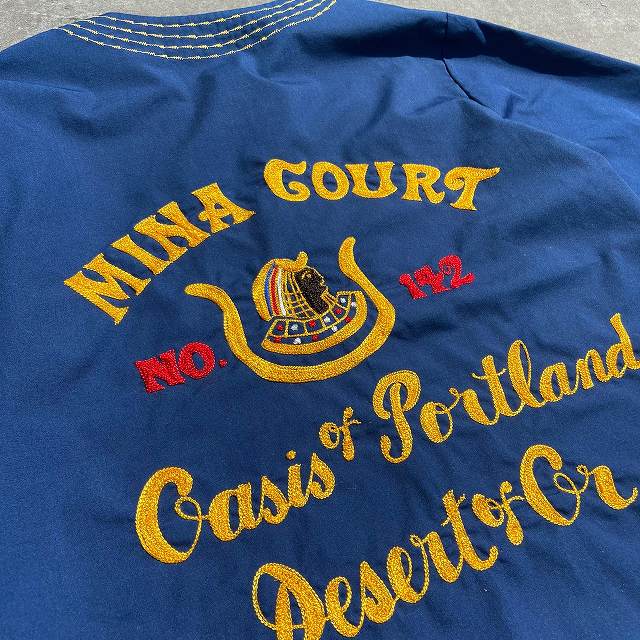 MINA COURT
NO. 142
Oasis of Portland
Desert of Or